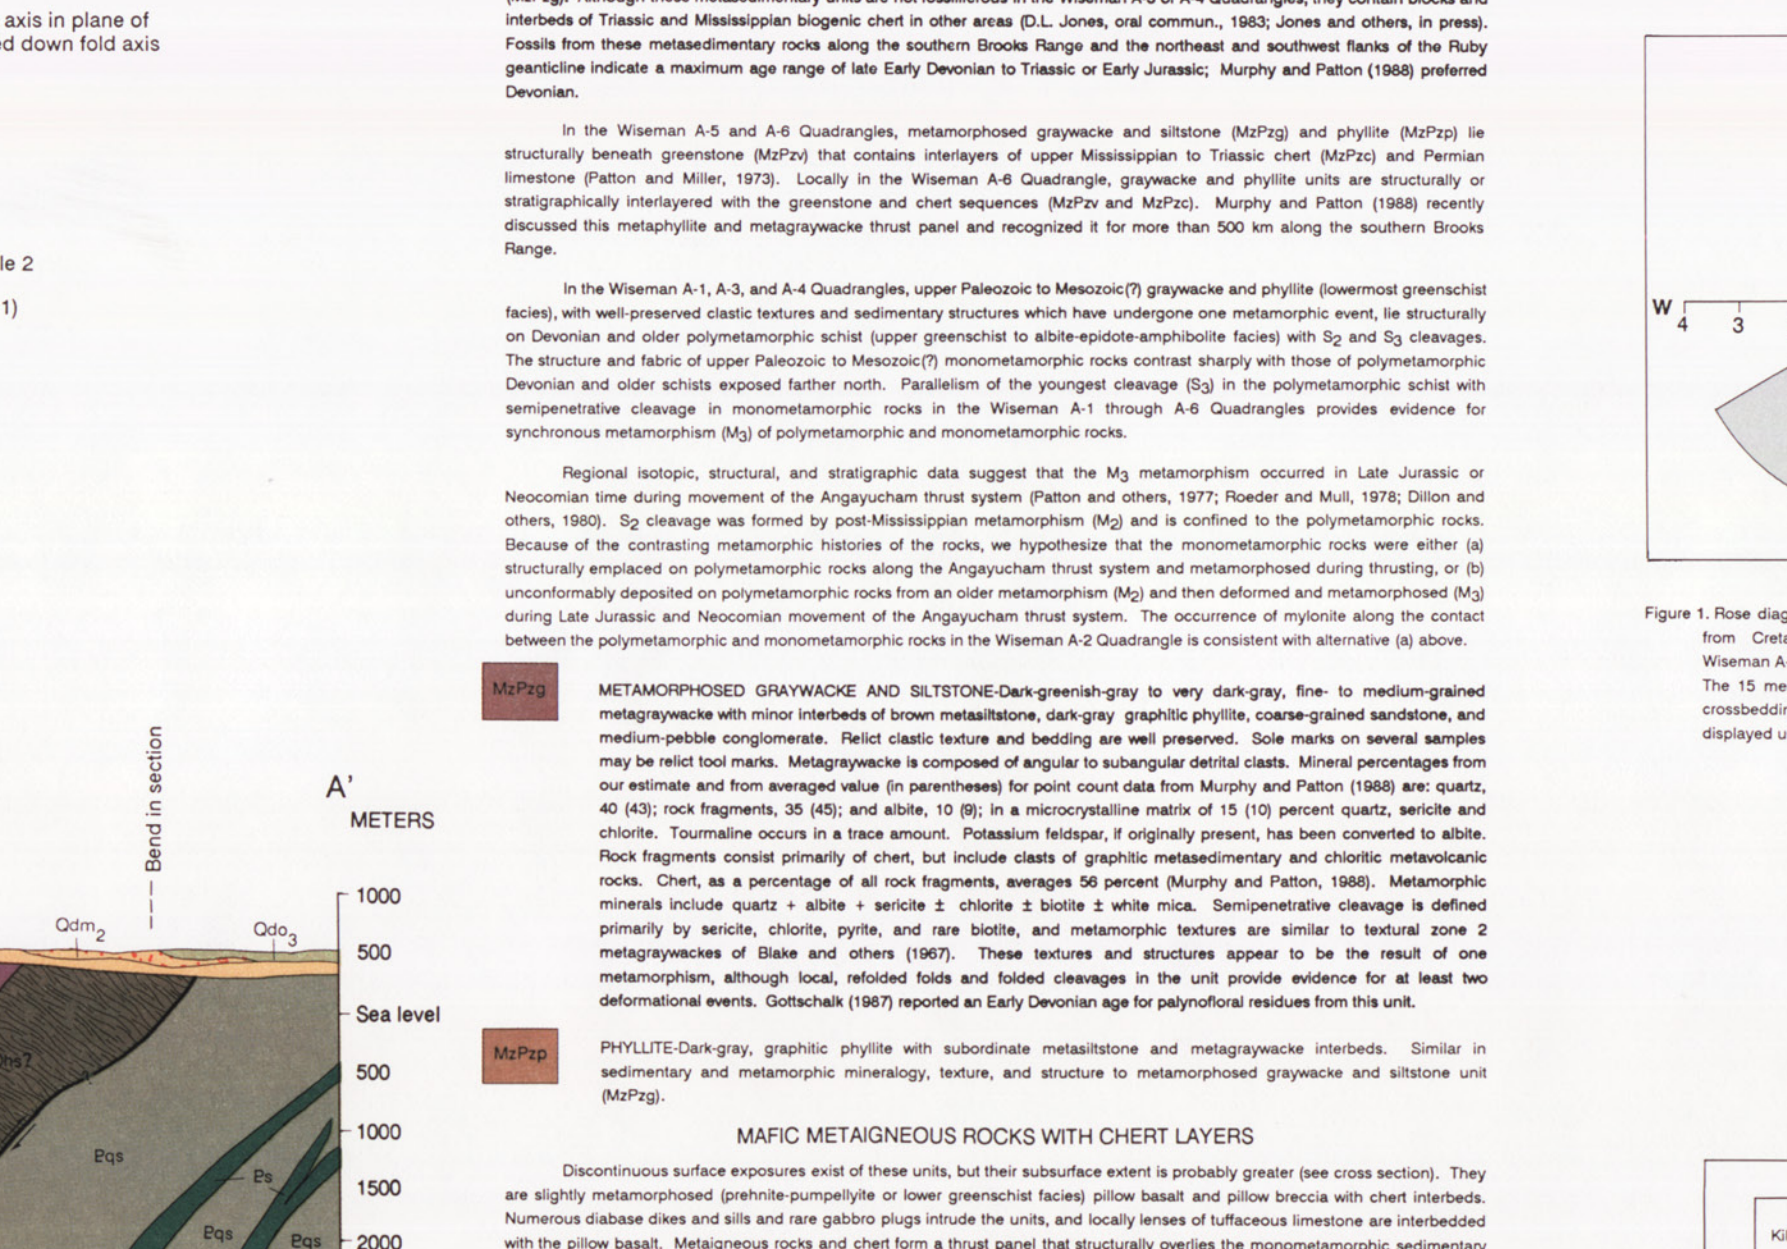 axis in plane of
ed down fold axis
le 2
1)
interbeds of Triassic and Mississippian biogenic chert in other areas (D.L. Jones, oral commun., 1983; Jones and others, in press).
Fossils from these metasedimentary rocks along the southern Brooks Range and the northeast and southwest flanks of the Ruby
geanticline indicate a maximum age range of late Early Devonian to Triassic or Early Jurassic; Murphy and Patton (1988) preferred
Devonian.
In the Wiseman A-5 and A-6 Quadrangles, metamorphosed graywacke and siltstone (MzPzg) and phyllite (MzPzp) lie
structurally beneath greenstone (MzPzv) that contains interlayers of upper Mississippian to Triassic chert (MzPzc) and Permian
limestone (Patton and Miller, 1973). Locally in the Wiseman A-6 Quadrangle, graywacke and phyllite units are structurally or
stratigraphically interlayered with the greenstone and chert sequences (MzPzv and MzPzc). Murphy and Patton (1988) recently
discussed this metaphyllite and metagraywacke thrust panel and recognized it for more than 500 km along the southern Brooks
Range.
In the Wiseman A-1, A-3, and A-4 Quadrangles, upper Paleozoic to Mesozoic(?) graywacke and phyllite (lowermost greenschist
facies), with well-preserved clastic textures and sedimentary structures which have undergone one metamorphic event, lie structurally
on Devonian and older polymetamorphic schist (upper greenschist to albite-epidote-amphibolite facies) with S2 and S3 cleavages.
The structure and fabric of upper Paleozoic to Mesozoic(?) monometamorphic rocks contrast sharply with those of polymetamorphic
Devonian and older schists exposed farther north. Parallelism of the youngest cleavage (S3) in the polymetamorphic schist with
semipenetrative cleavage in monometamorphic rocks in the Wiseman A-1 through A-6 Quadrangles provides evidence for
synchronous metamorphism (M3) of polymetamorphic and monometamorphic rocks.
Regional isotopic, structural, and stratigraphic data suggest that the M3 metamorphism occurred in Late Jurassic or
Neocomian time during movement of the Angayucham thrust system (Patton and others, 1977; Roeder and Mull, 1978; Dillon and
others, 1980). S2 cleavage was formed by post-Mississippian metamorphism (M2) and is confined to the polymetamorphic rocks.
Because of the contrasting metamorphic histories of the rocks, we hypothesize that the monometamorphic rocks were either (a)
structurally emplaced on polymetamorphic rocks along the Angayucham thrust system and metamorphosed during thrusting, or (b)
unconformably deposited on polymetamorphic rocks from an older metamorphism (M2) and then deformed and metamorphosed (M3)
during Late Jurassic and Neocomian movement of the Angayucham thrust system. The occurrence of mylonite along the contact
between the polymetamorphic and monometamorphic rocks in the Wiseman A-2 Quadrangle is consistent with alternative (a) above.
MzPzg
METAMORPHOSED GRAYWACKE AND SILTSTONE-Dark-greenish-gray to very dark-gray, fine- to medium-grained
metagraywacke with minor interbeds of brown metasiltstone, dark-gray graphitic phyllite, coarse-grained sandstone, and
medium-pebble conglomerate. Relict clastic texture and bedding are well preserved. Sole marks on several samples
may be relict tool marks. Metagraywacke is composed of angular to subangular detrital clasts. Mineral percentages from
our estimate and from averaged value (in parentheses) for point count data from Murphy and Patton (1988) are: quartz,
40 (43); rock fragments, 35 (45); and albite, 10 (9); in a microcrystalline matrix of 15 (10) percent quartz, sericite and
chlorite. Tourmaline occurs in a trace amount. Potassium feldspar, if originally present, has been converted to albite.
Rock fragments consist primarily of chert, but include clasts of graphitic metasedimentary and chloritic metavolcanic
rocks. Chert, as a percentage of all rock fragments, averages 56 percent (Murphy and Patton, 1988). Metamorphic
minerals include quartz + albite + sericite ± chlorite ± biotite ± white mica. Semipenetrative cleavage is defined
primarily by sericite, chlorite, pyrite, and rare biotite, and metamorphic textures are similar to textural zone 2
metagraywackes of Blake and others (1967). These textures and structures appear to be the result of one
metamorphism, although local, refolded folds and folded cleavages in the unit provide evidence for at least two
deformational events. Gottschalk (1987) reported an Early Devonian age for palynofloral residues from this unit.
MzPzp
PHYLLITE-Dark-gray, graphitic phyllite with subordinate metasiltstone and metagraywacke interbeds. Similar in
sedimentary and metamorphic mineralogy, texture, and structure to metamorphosed graywacke and siltstone unit
(MzPzg).
MAFIC METAIGNEOUS ROCKS WITH CHERT LAYERS
Discontinuous surface exposures exist of these units, but their subsurface extent is probably greater (see cross section). They
are slightly metamorphosed (prehnite-pumpellyite or lower greenschist facies) pillow basalt and pillow breccia with chert interbeds.
Numerous diabase dikes and sills and rare gabbro plugs intrude the units, and locally lenses of tuffaceous limestone are interbedded
with the pillow basalt. Metaigneous rocks and chert form a thrust panel that structurally overlies the monometamorphic sedimentary
Bend in section
A'
METERS
1000
Qdm2
Qdo3
500
Sea level
500
1000
Pqs
Ps
1500
Pqs
Pqs
2000
W
4 3
Figure 1. Rose diag
from Creta
Wiseman A-
The 15 me
crossbeddin
displayed u
Ki